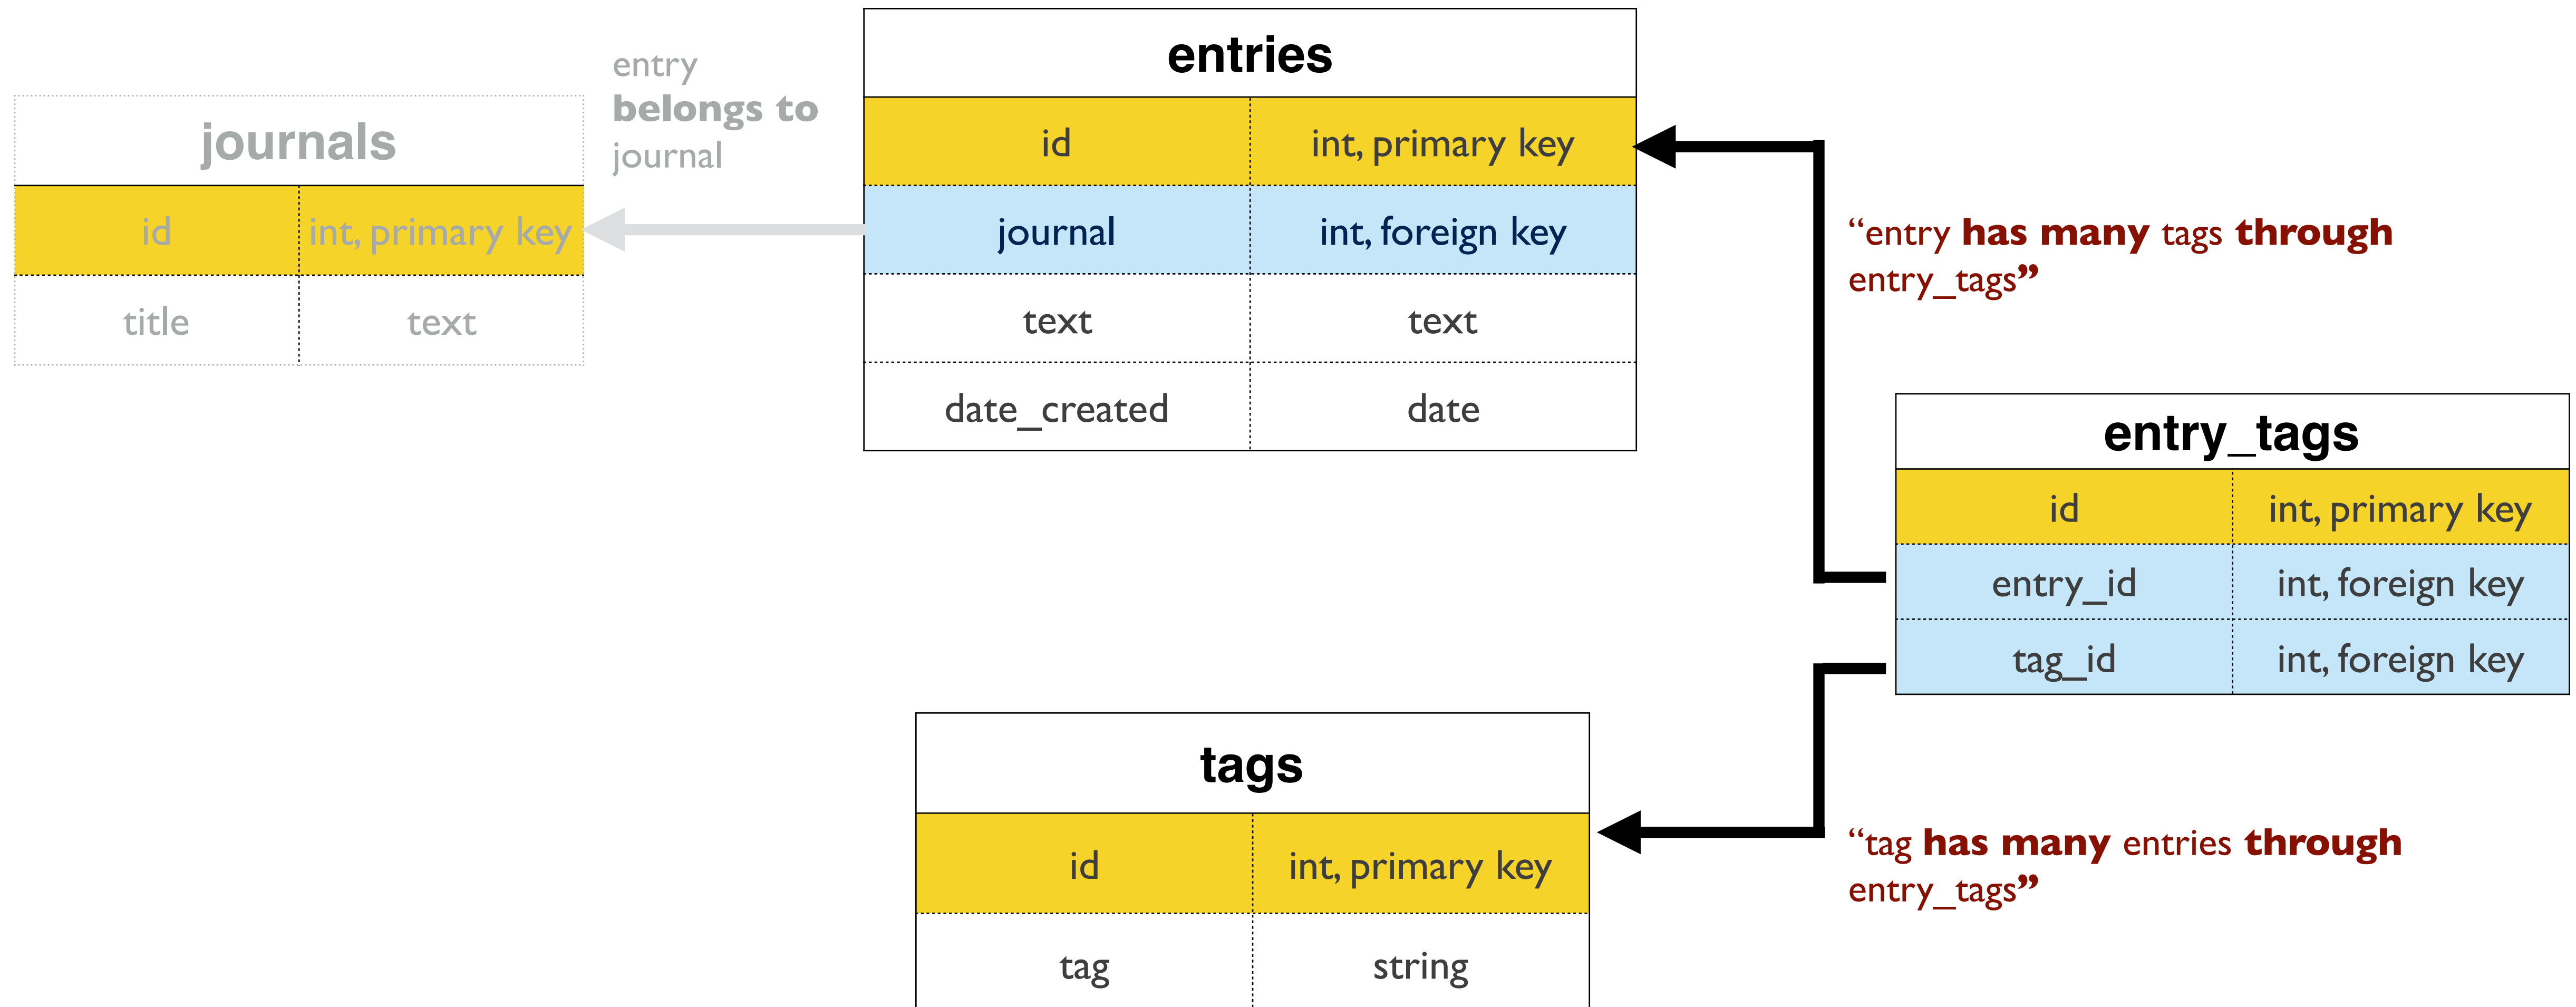 journals
id int, primary key
title text
entry
belongs to
journal
entries
id int, primary key
journal int, foreign key
text text
date_created date
“entry has many tags through
entry_tags”
entry_tags
id int, primary key
entry_id int, foreign key
tag_id int, foreign key
tags
id int, primary key
tag string
“tag has many entries through
entry_tags”